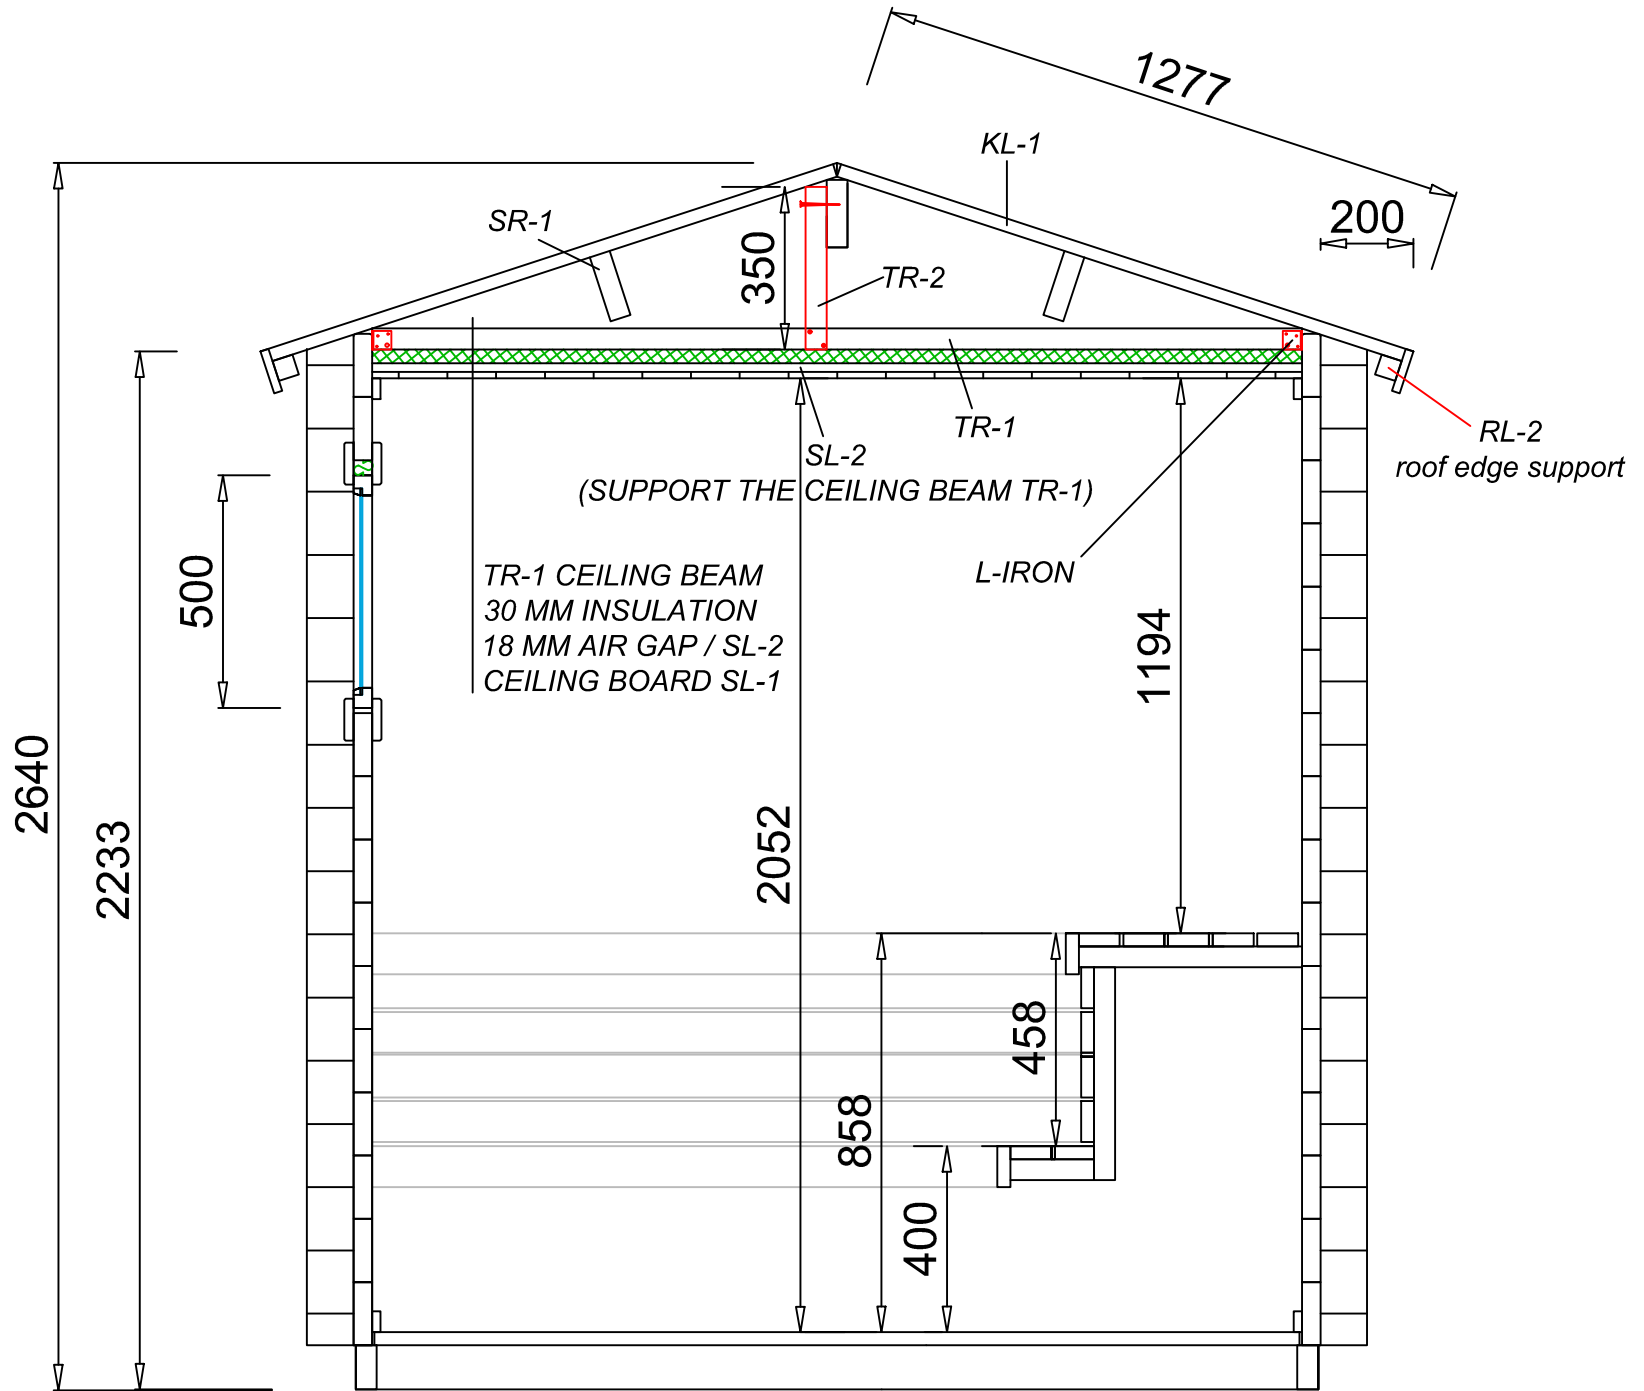 1277
KL-1
200
SR-1
350
TR-2
TR-1
RL-2
roof edge support
SL-2
(SUPPORT THE CEILING BEAM TR-1)
L-IRON
TR-1 CEILING BEAM
30 MM INSULATION
18 MM AIR GAP / SL-2
CEILING BOARD SL-1
500
1194
2640
2233
2052
458
858
400